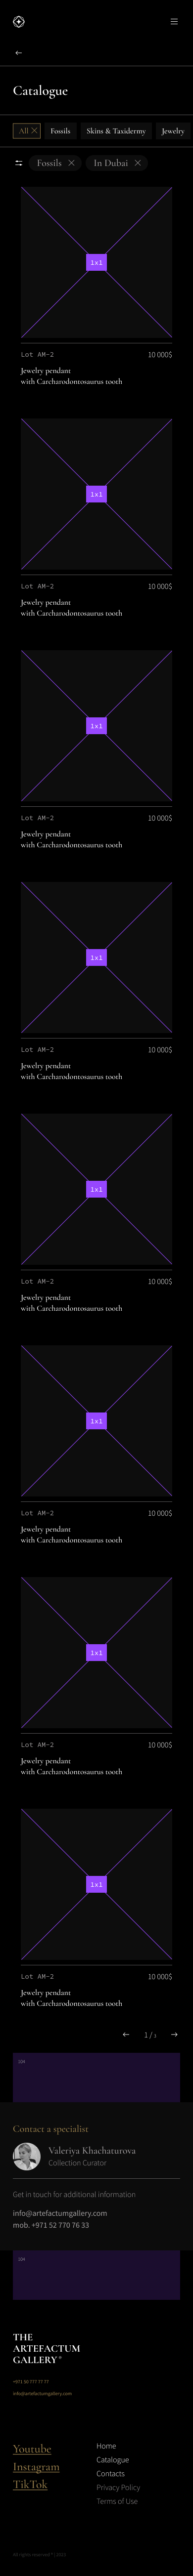 Catalogue
All Fossils Skins & Taxidermy Jewelry
Fossils In Dubai
1x1
Lot AM-2 10 000$
Jewelry pendant
with Carcharodontosaurus tooth
1x1
Lot AM-2 10 000$
Jewelry pendant
with Carcharodontosaurus tooth
1x1
Lot AM-2 10 000$
Jewelry pendant
with Carcharodontosaurus tooth
1x1
Lot AM-2 10 000$
Jewelry pendant
with Carcharodontosaurus tooth
1x1
Lot AM-2 10 000$
Jewelry pendant
with Carcharodontosaurus tooth
1x1
Lot AM-2 10 000$
Jewelry pendant
with Carcharodontosaurus tooth
1x1
Lot AM-2 10 000$
Jewelry pendant
with Carcharodontosaurus tooth
1x1
Lot AM-2 10 000$
Jewelry pendant
with Carcharodontosaurus tooth
1 / 2
Contact a specialist
Valeriya Khachaturova
Collection Curator
Get in touch for additional information
info@artefactumgallery.com
mob. +971 52 770 76 33
THE
ARTEFACTUM
GALLERY ®
+971 50 777 77 77
info@artefactumgallery.com
Youtube
Instagram
TikTok
Home
Catalogue
Contacts
Privacy Policy
Terms of Use